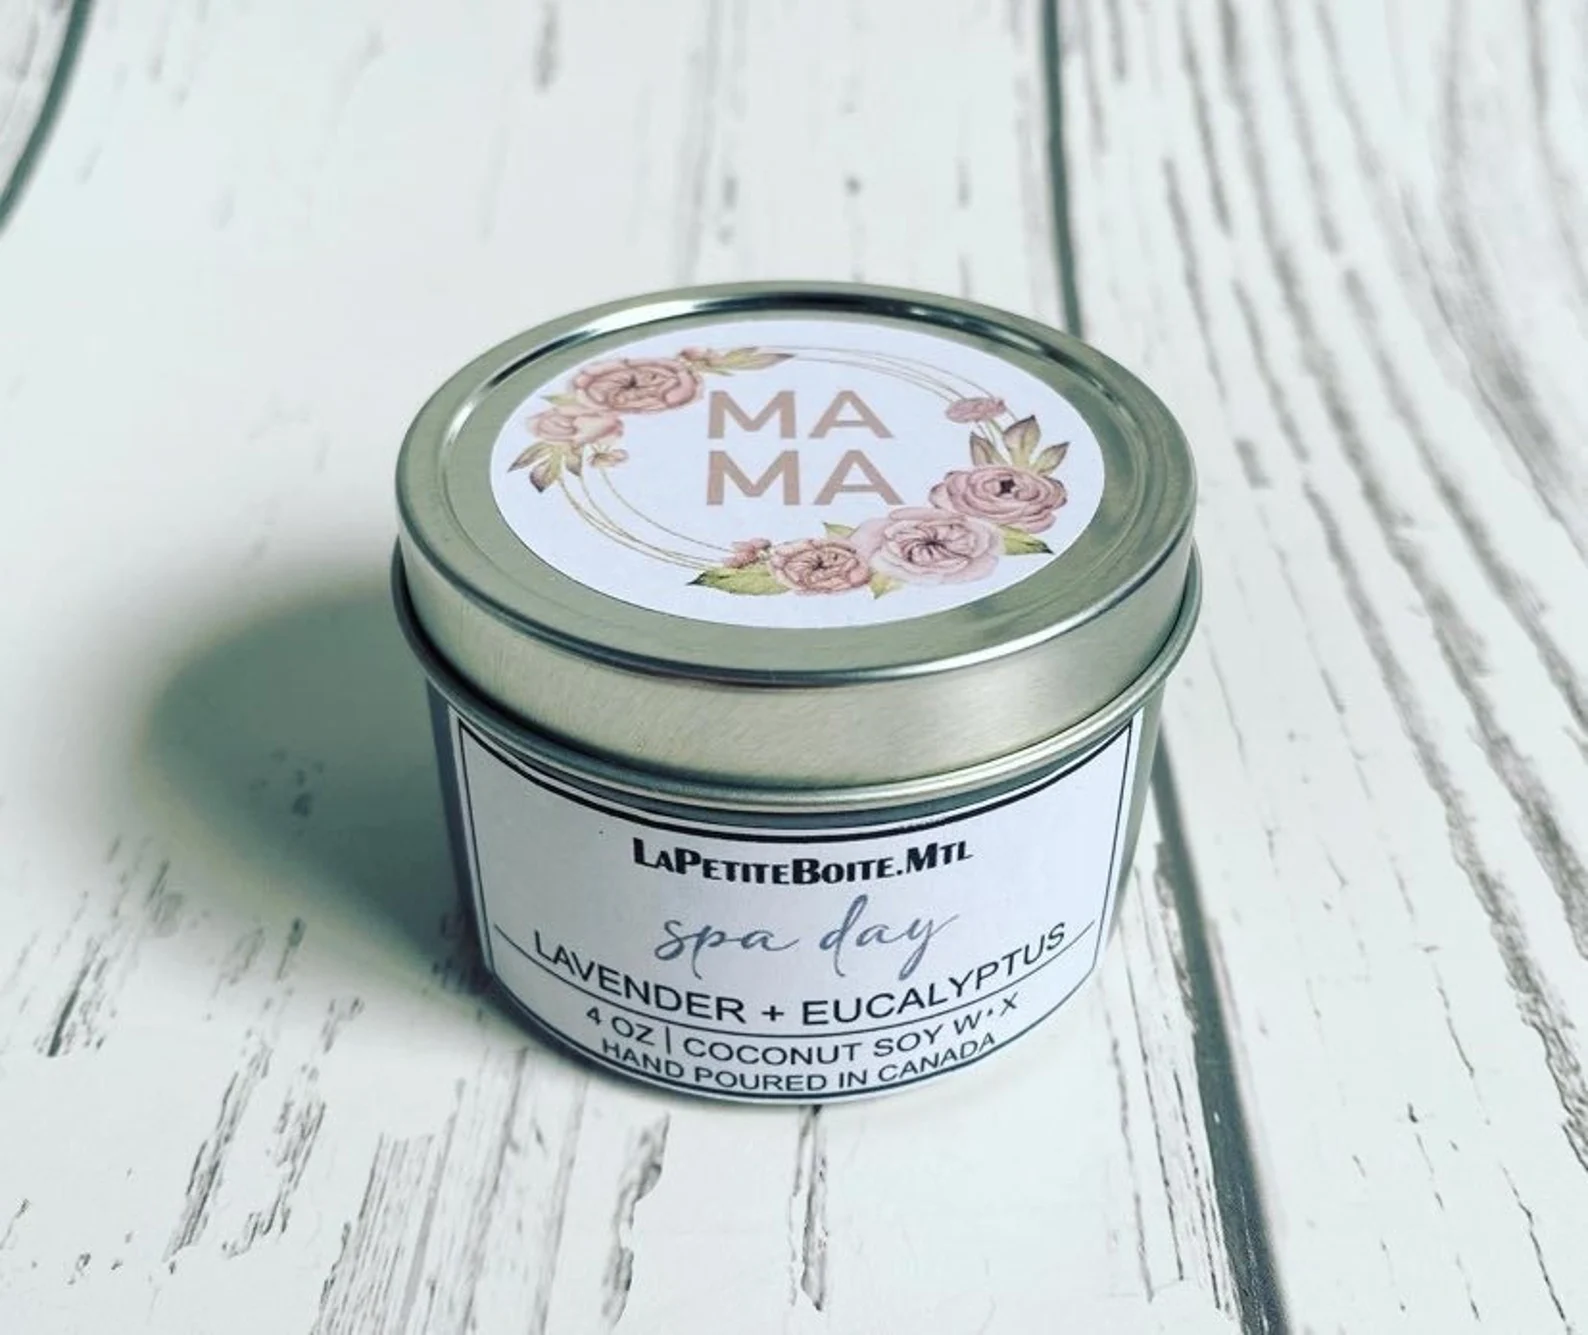 MA
MA
LAPETITEBOITE.MTL
spa day
LAVENDER + EUCALYPTUS
4 OZ | COCONUT SOY W•X
HAND POURED IN CANADA